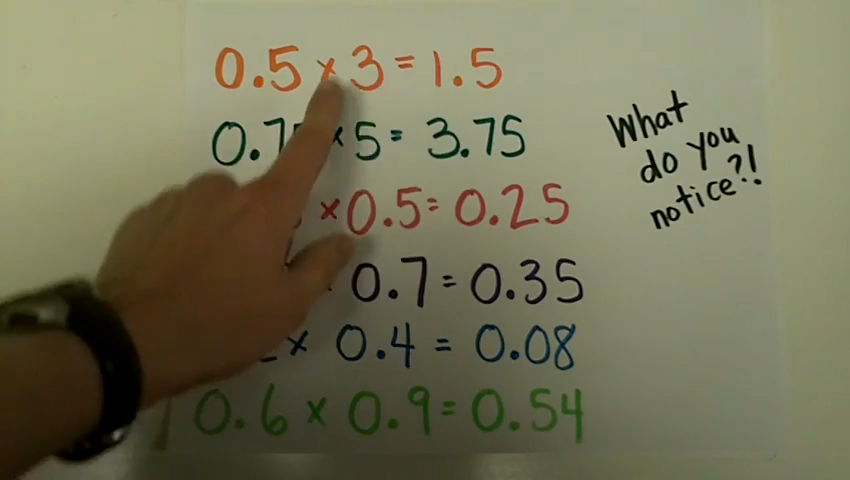 0.5 × 3 = 1.5
0.7 × 5 = 3.75
× 0.5 = 0.25
0.7 = 0.35
× 0.4 = 0.08
0.6 × 0.9 = 0.54
What
do you
notice?!